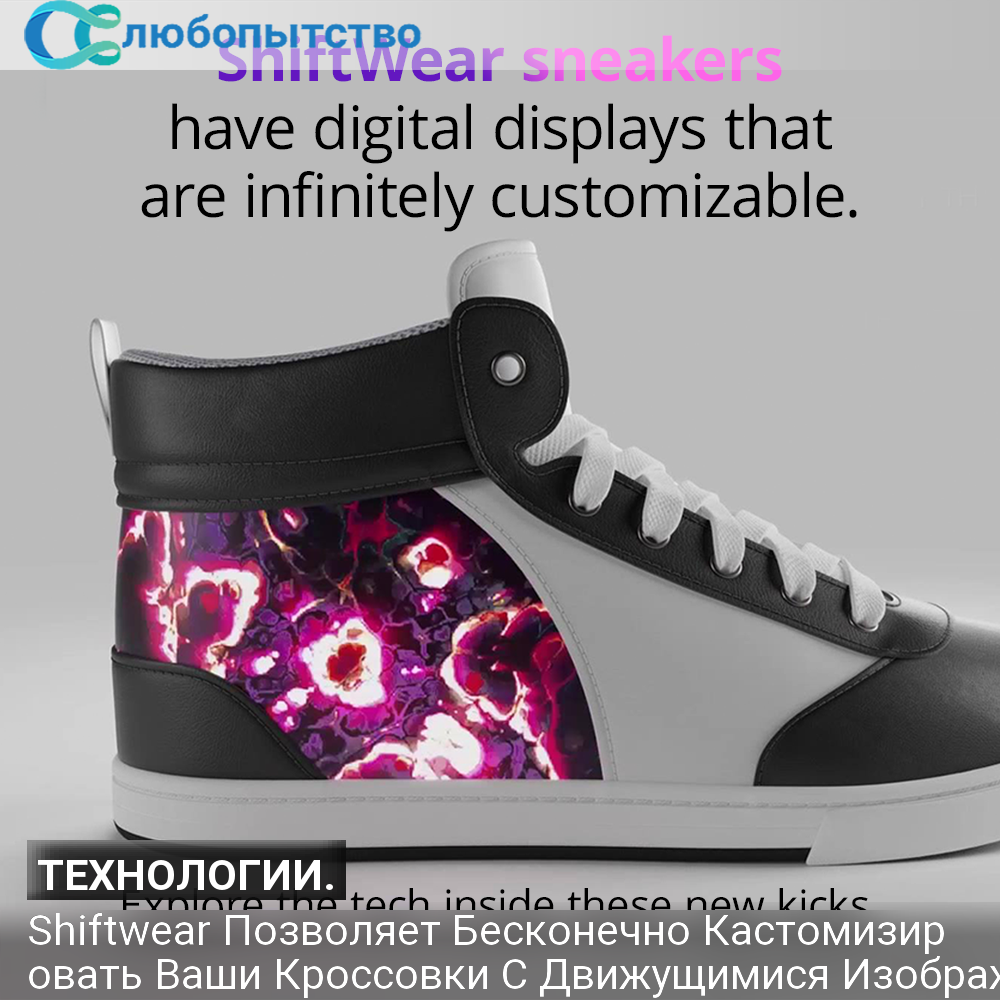 любопытство
Shiftwear sneakers
have digital displays that
are infinitely customizable.
ТЕХНОЛОГИИ.
Explore the tech inside these new kicks
Shiftwear Позволяет Бесконечно Кастомизир
овать Ваши Кроссовки С Движущимися Изображ